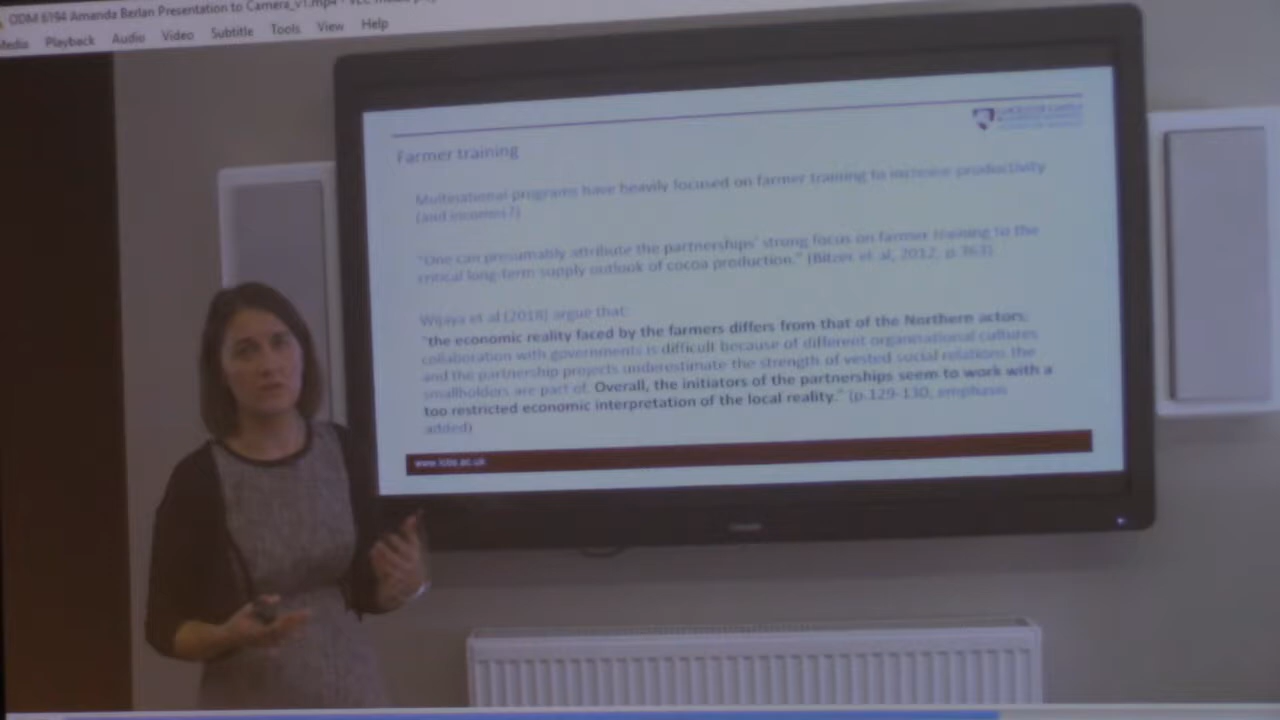 ODM 6194 Amanda Berlan Presentation to Camera_v1.mp4 - VLC
Media Playback Audio Video Subtitle Tools View Help
Farmer training
Multinational programs have heavily focused on farmer training to increase productivity
(and incomes?)
"One can presumably attribute the partnerships' strong focus on farmer training to the
critical long-term supply outlook of cocoa production." (Bitzer et al, 2012, p.363)
Wijaya et al (2018) argue that:
"the economic reality faced by the farmers differs from that of the Northern actors,
collaboration with governments is difficult because of different organisational cultures
and the partnership projects underestimate the strength of vested social relations the
smallholders are part of. Overall, the initiators of the partnerships seem to work with a
too restricted economic interpretation of the local reality." (p.129-130, emphasis
added)